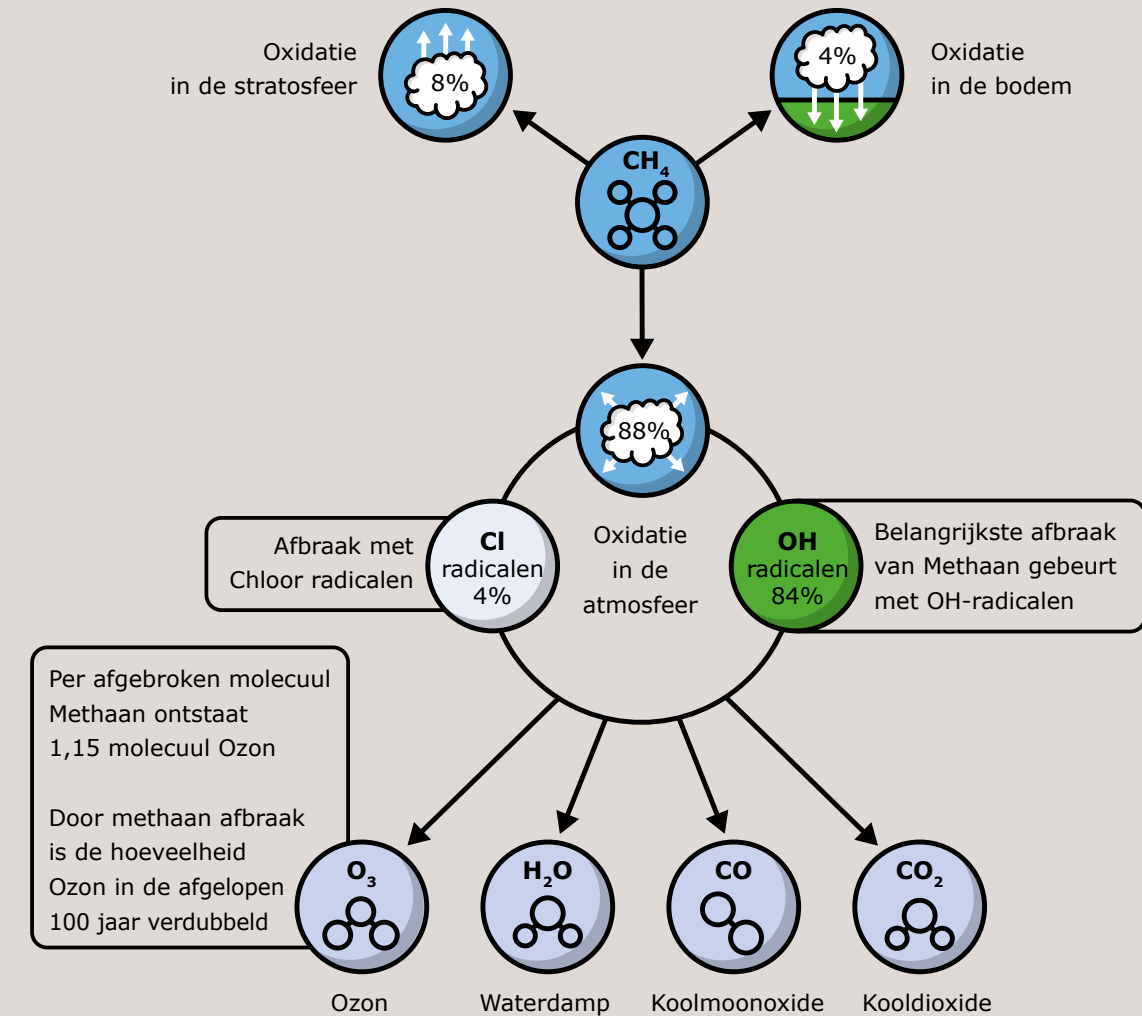 Oxidatie
in de stratosfeer
8%
4%
Oxidatie
in de bodem
CH₄
88%
Oxidatie
in de
atmosfeer
Afbraak met
Chloor radicalen
Cl
radicalen
4%
OH
radicalen
84%
Belangrijkste afbraak
van Methaan gebeurt
met OH-radicalen
Per afgebroken molecuul
Methaan ontstaat
1,15 molecuul Ozon
Door methaan afbraak
is de hoeveelheid
Ozon in de afgelopen
100 jaar verdubbeld
O₃
Ozon
H₂O
Waterdamp
CO
Koolmoonoxide
CO₂
Kooldioxide